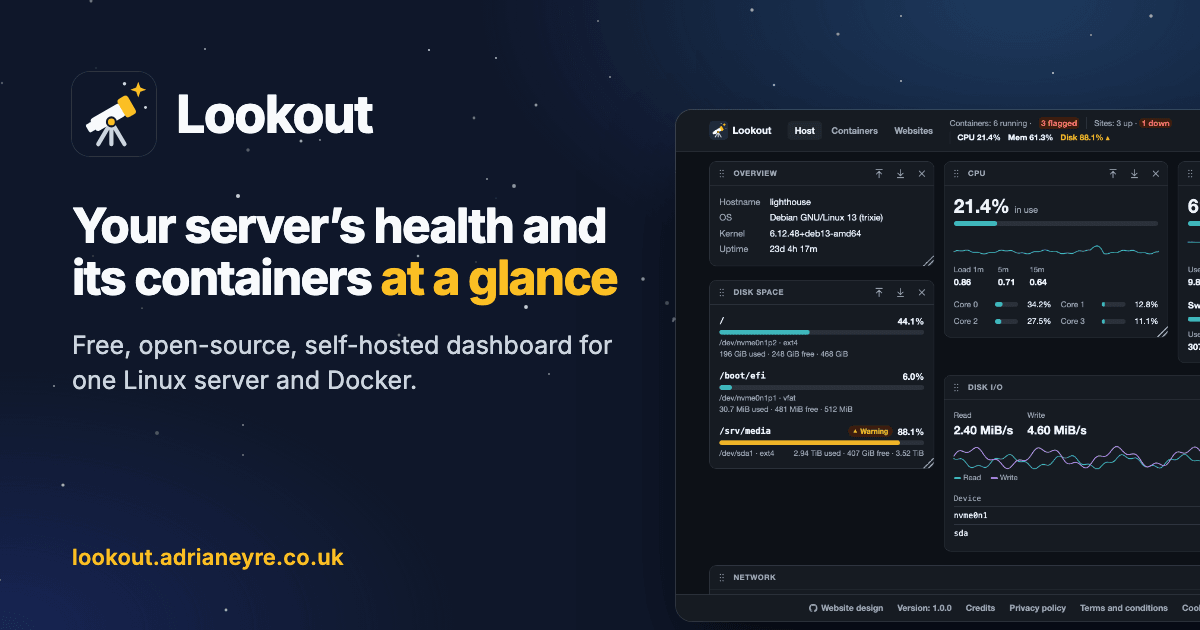 Lookout
Your server's health and
its containers at a glance
Free, open-source, self-hosted dashboard for
one Linux server and Docker.
lookout.adrianeyre.co.uk
Lookout
Host
Containers
Websites
Containers: 6 running · 3 flagged
Sites: 3 up · 1 down
CPU 21.4% Mem 61.3% Disk 88.1% ▲
OVERVIEW
Hostname lighthouse
OS Debian GNU/Linux 13 (trixie)
Kernel 6.12.48+deb13-amd64
Uptime 23d 4h 17m
DISK SPACE
/ 44.1%
/dev/nvme0n1p2 · ext4
196 GiB used · 248 GiB free · 468 GiB
/boot/efi 6.0%
/dev/nvme0n1p1 · vfat
30.7 MiB used · 481 MiB free · 512 MiB
/srv/media ▲ Warning 88.1%
/dev/sda1 · ext4 2.94 TiB used · 407 GiB free · 3.52 TiB
CPU
21.4% in use
Load 1m 5m 15m
0.86 0.71 0.64
Core 0 34.2% Core 1 12.8%
Core 2 27.5% Core 3 11.1%
6
Use
9.8
Sw
Use
307
DISK I/O
Read Write
2.40 MiB/s 4.60 MiB/s
Read Write
Device
nvme0n1
sda
NETWORK
Website design Version: 1.0.0 Credits Privacy policy Terms and conditions Coo